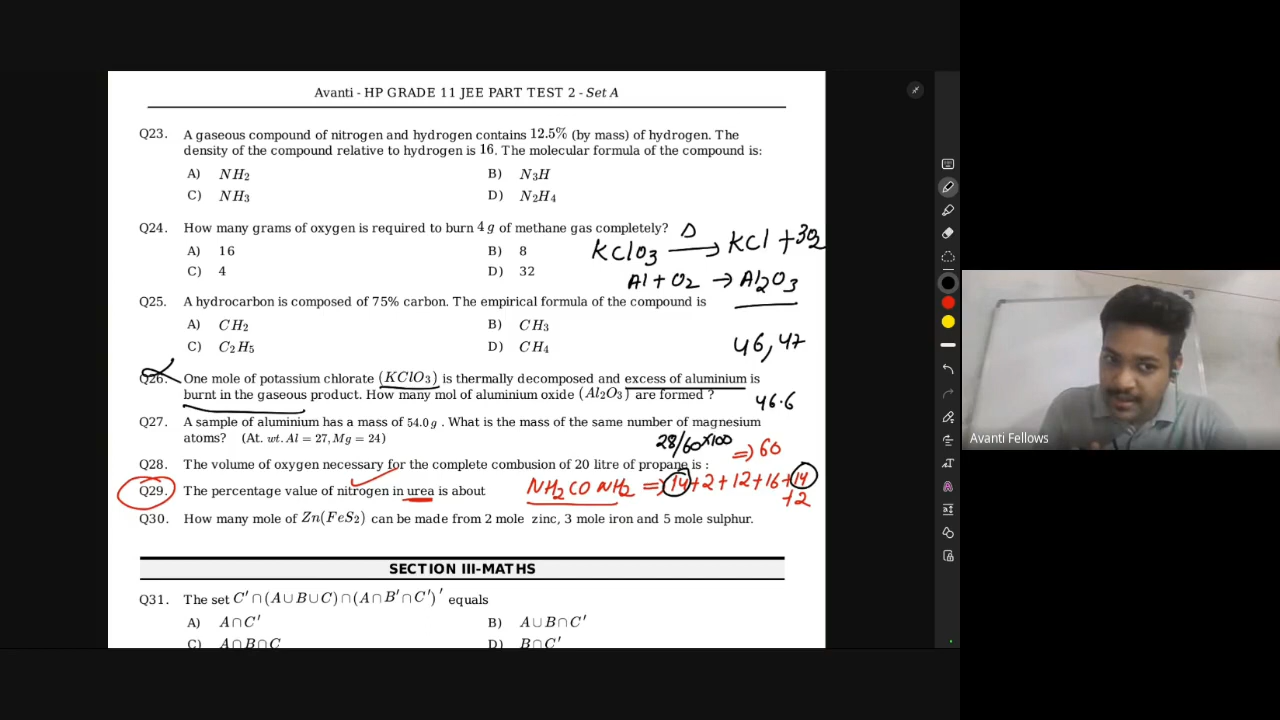 Avanti - HP GRADE 11 JEE PART TEST 2 - Set A
Q23. A gaseous compound of nitrogen and hydrogen contains 12.5% (by mass) of hydrogen. The
density of the compound relative to hydrogen is 16. The molecular formula of the compound is:
A) NH₂ B) N₃H
C) NH₃ D) N₂H₄
Q24. How many grams of oxygen is required to burn 4 g of methane gas completely?
A) 16 B) 8
C) 4 D) 32
KClO₃ —Δ→ KCl + 3O₂
Al + O₂ → Al₂O₃
Q25. A hydrocarbon is composed of 75% carbon. The empirical formula of the compound is
A) CH₂ B) CH₃
C) C₂H₅ D) CH₄
46, 47
Q26. One mole of potassium chlorate (KClO₃) is thermally decomposed and excess of aluminium is
burnt in the gaseous product. How many mol of aluminium oxide (Al₂O₃) are formed ?
46.6
Q27. A sample of aluminium has a mass of 54.0 g . What is the mass of the same number of magnesium
atoms? (At. wt. Al = 27, Mg = 24)
28/60 × 100
⇒ 60
Q28. The volume of oxygen necessary for the complete combusion of 20 litre of propane is :
Q29. The percentage value of nitrogen in urea is about
NH₂CO NH₂ ⇒ 14+2+12+16+14
+2
Q30. How many mole of Zn(FeS₂) can be made from 2 mole zinc, 3 mole iron and 5 mole sulphur.
SECTION III-MATHS
Q31. The set C′∩(A∪B∪C)∩(A∩B′∩C′)′ equals
A) A∩C′ B) A∪B∩C′
C) A∩B∩C D) B∩C′
Avanti Fellows